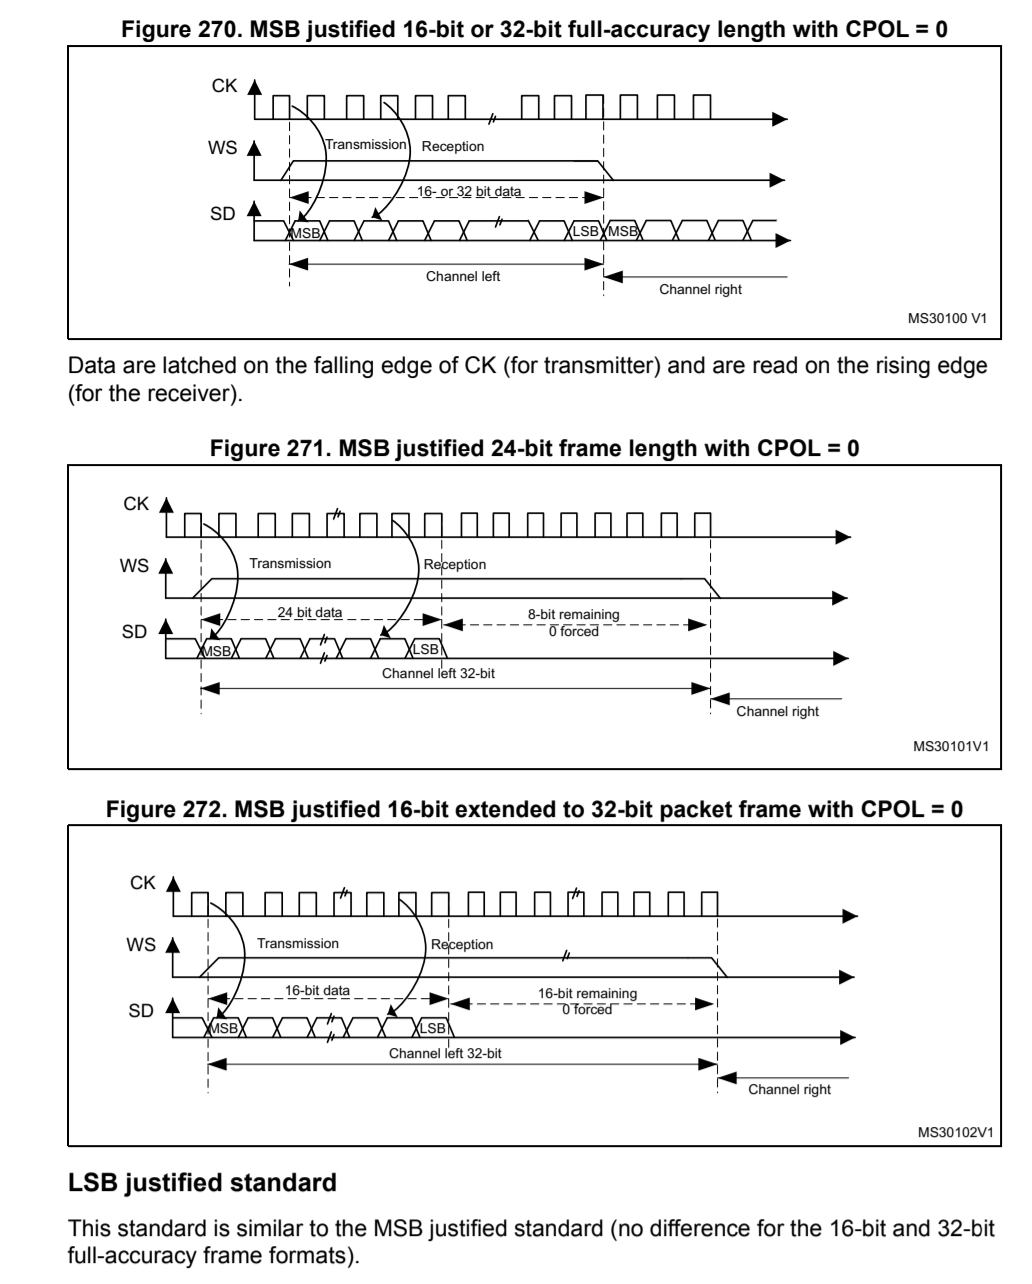 Figure 270. MSB justified 16-bit or 32-bit full-accuracy length with CPOL = 0
CK
WS
Transmission Reception
16- or 32 bit data
SD
MSB LSB MSB
Channel left
Channel right
MS30100 V1
Data are latched on the falling edge of CK (for transmitter) and are read on the rising edge
(for the receiver).
Figure 271. MSB justified 24-bit frame length with CPOL = 0
CK
WS
Transmission Reception
24 bit data
8-bit remaining
0 forced
SD
MSB LSB
Channel left 32-bit
Channel right
MS30101V1
Figure 272. MSB justified 16-bit extended to 32-bit packet frame with CPOL = 0
CK
WS
Transmission Reception
16-bit data
16-bit remaining
0 forced
SD
MSB LSB
Channel left 32-bit
Channel right
MS30102V1
LSB justified standard
This standard is similar to the MSB justified standard (no difference for the 16-bit and 32-bit
full-accuracy frame formats).